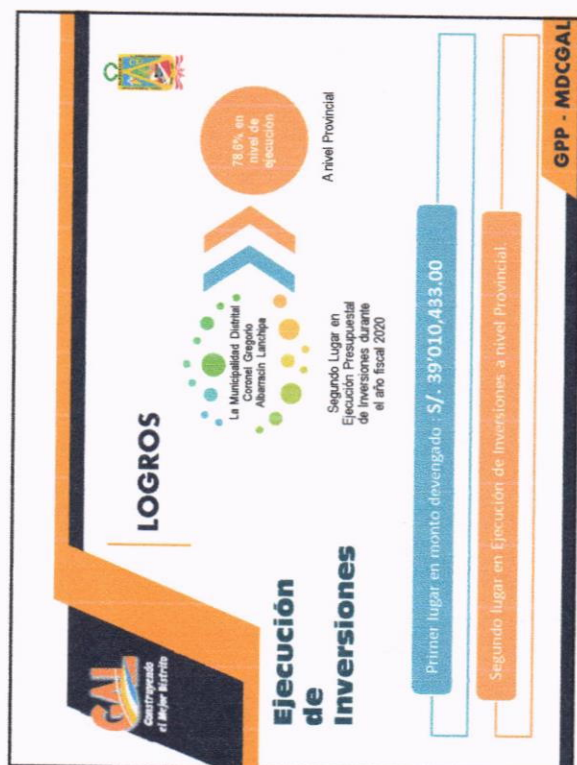 GAL
Construyendo
el Mejor Distrito
LOGROS
Ejecución
de
Inversiones
La Municipalidad Distrital
Coronel Gregorio
Albarracín Lanchipa
Segundo Lugar en
Ejecución Presupuestal
de Inversiones durante
el año fiscal 2020
78.6% en
nivel de
ejecución
A nivel Provincial
Primer lugar en monto devengado : S/. 39'010,433.00
Segundo lugar en Ejecución de Inversiones a nivel Provincial.
GPP - MDCGAL